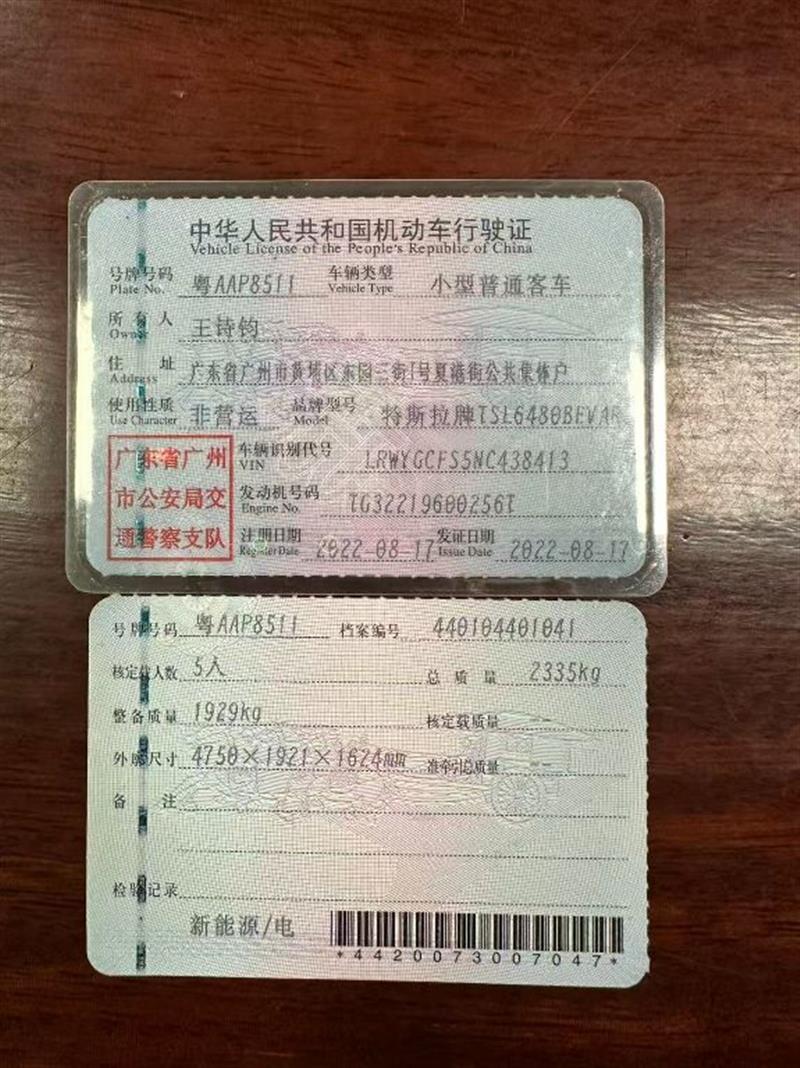 中华人民共和国机动车行驶证
Vehicle License of the People's Republic of China
号牌号码 粤AAP8511 车辆类型 小型普通客车
Plate No. Vehicle Type
所有人 王持钧
Owner
住址 广东省广州市黄埔区东园三街1号夏港街公共集体户
Address
使用性质 非营运 品牌型号 特斯拉牌TSL6480BEVAR
Use Character Model
广东省广州市公安局交通警察支队
车辆识别代号 LRWYGCFS5NC438413
VIN
发动机号码 TG32219600256T
Engine No.
注册日期 2022-08-17 发证日期 2022-08-17
Register Date Issue Date
号牌号码 粤AAP8511 档案编号 440104401041
核定载人数 5人 总质量 2335kg
整备质量 1929kg 核定载质量 --
外廓尺寸 4750×1921×1624mm 准牵引总质量 --
备注
检验记录
新能源/电
*4420073007047*